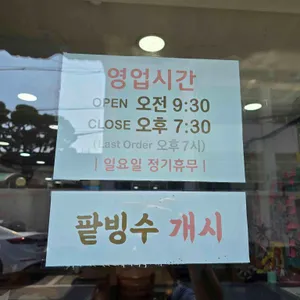 영업시간
OPEN 오전 9:30
CLOSE 오후 7:30
(Last Order 오후 7시)
| 일요일 정기휴무 |
팥빙수 개시